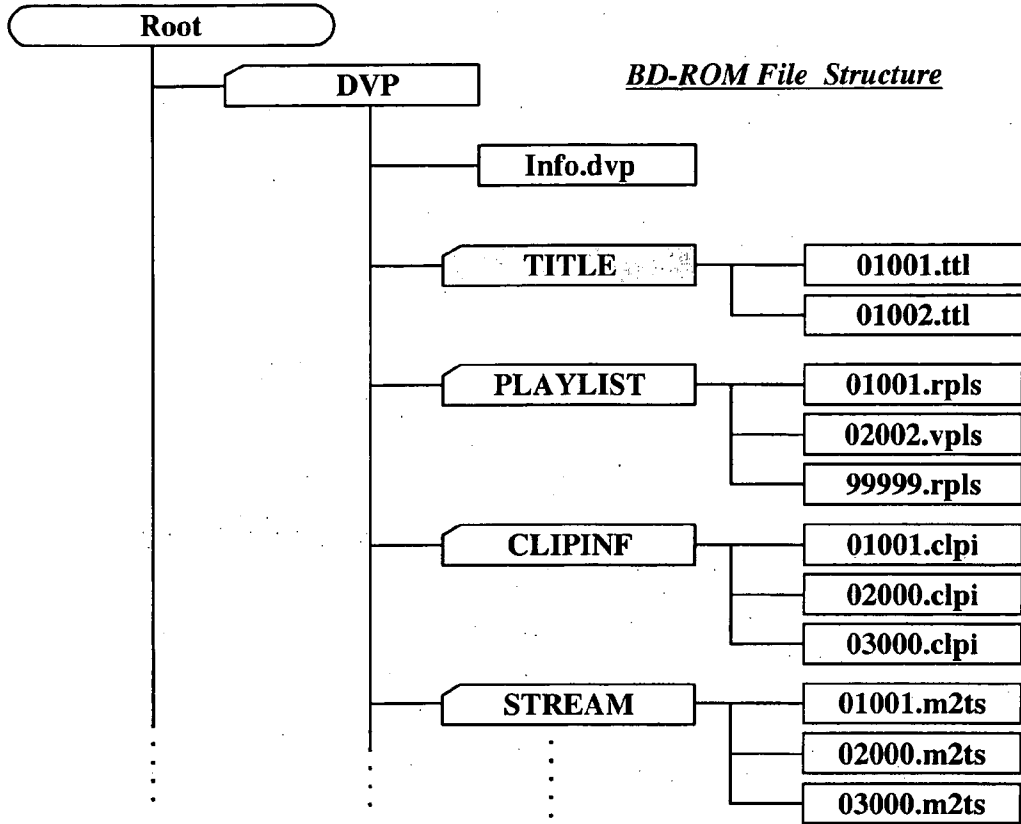 Root
DVP
BD-ROM File Structure
Info.dvp
TITLE
01001.ttl
01002.ttl
PLAYLIST
01001.rpls
02002.vpls
99999.rpls
CLIPINF
01001.clpi
02000.clpi
03000.clpi
STREAM
01001.m2ts
02000.m2ts
03000.m2ts